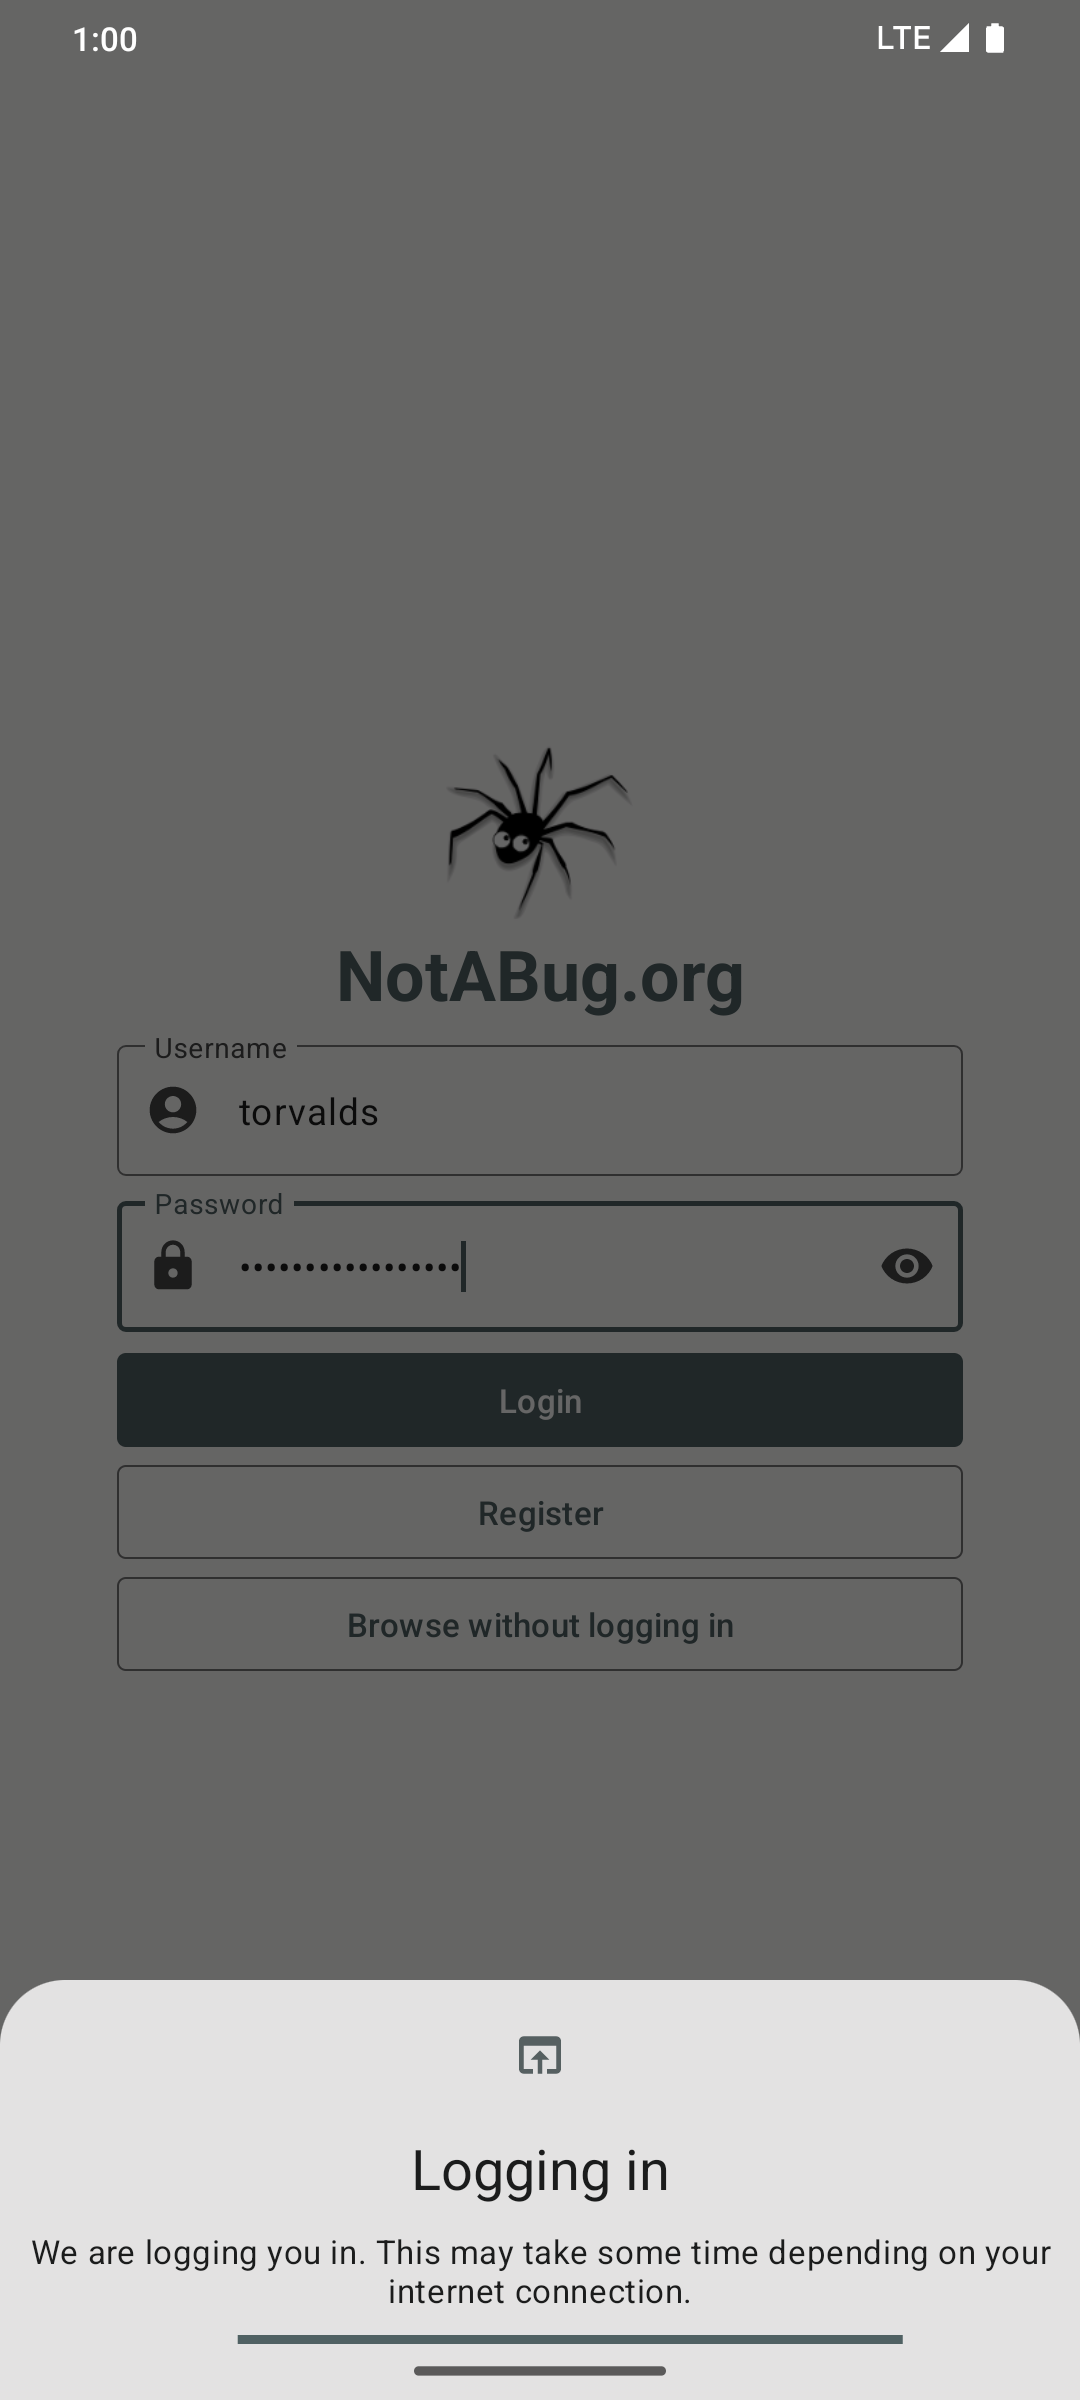 1:00
LTE
NotABug.org
Username
torvalds
Password
•••••••••••••••••
Login
Register
Browse without logging in
Logging in
We are logging you in. This may take some time depending on your
internet connection.